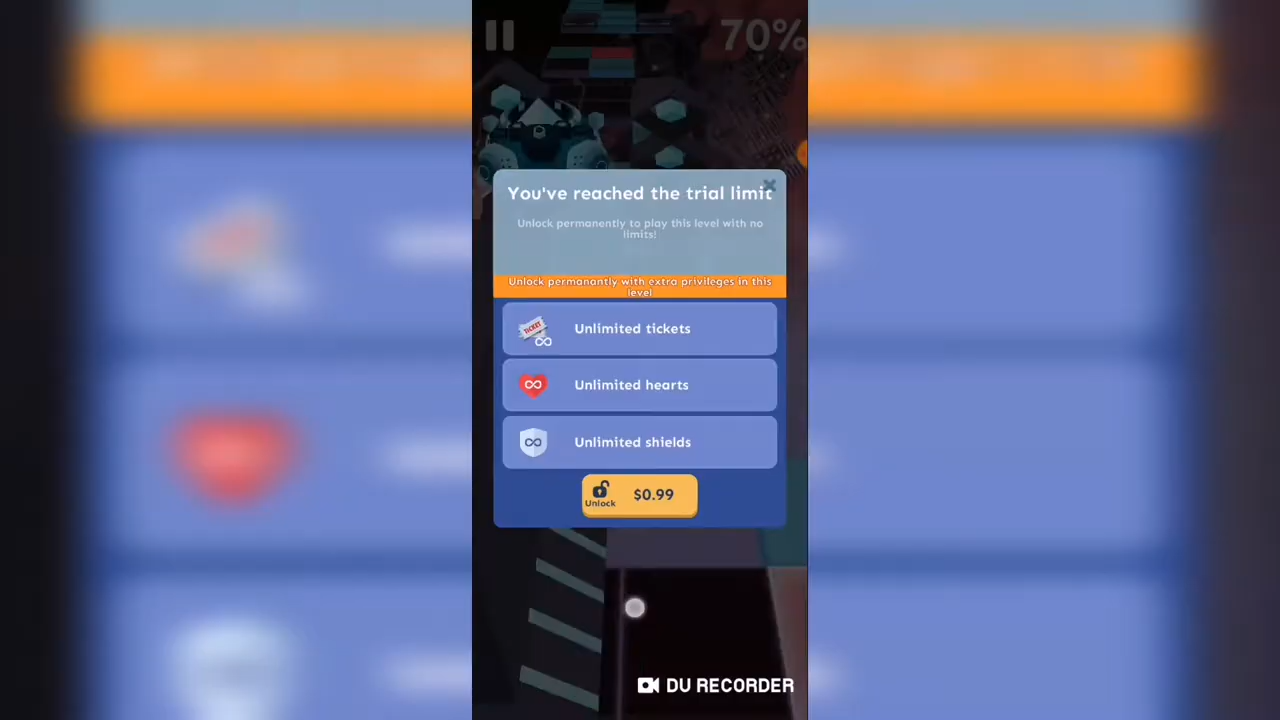 70%
You've reached the trial limit
Unlock permanently to play this level with no
limits!
Unlock permanantly with extra privileges in this
level
TICKET
Unlimited tickets
Unlimited hearts
Unlimited shields
Unlock $0.99
DU RECORDER